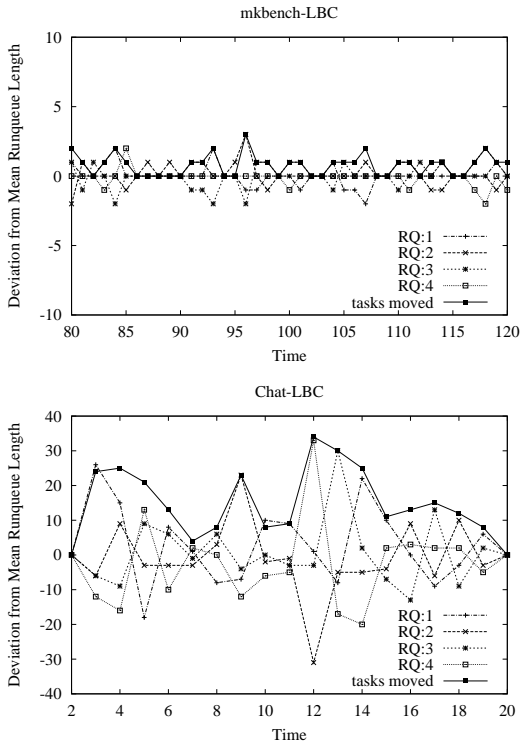 mkbench-LBC
Deviation from Mean Runqueue Length
10
5
0
-5
-10
80 85 90 95 100 105 110 115 120
Time
RQ:1
RQ:2
RQ:3
RQ:4
tasks moved
Chat-LBC
Deviation from Mean Runqueue Length
40
30
20
10
0
-10
-20
-30
-40
2 4 6 8 10 12 14 16 18 20
Time
RQ:1
RQ:2
RQ:3
RQ:4
tasks moved